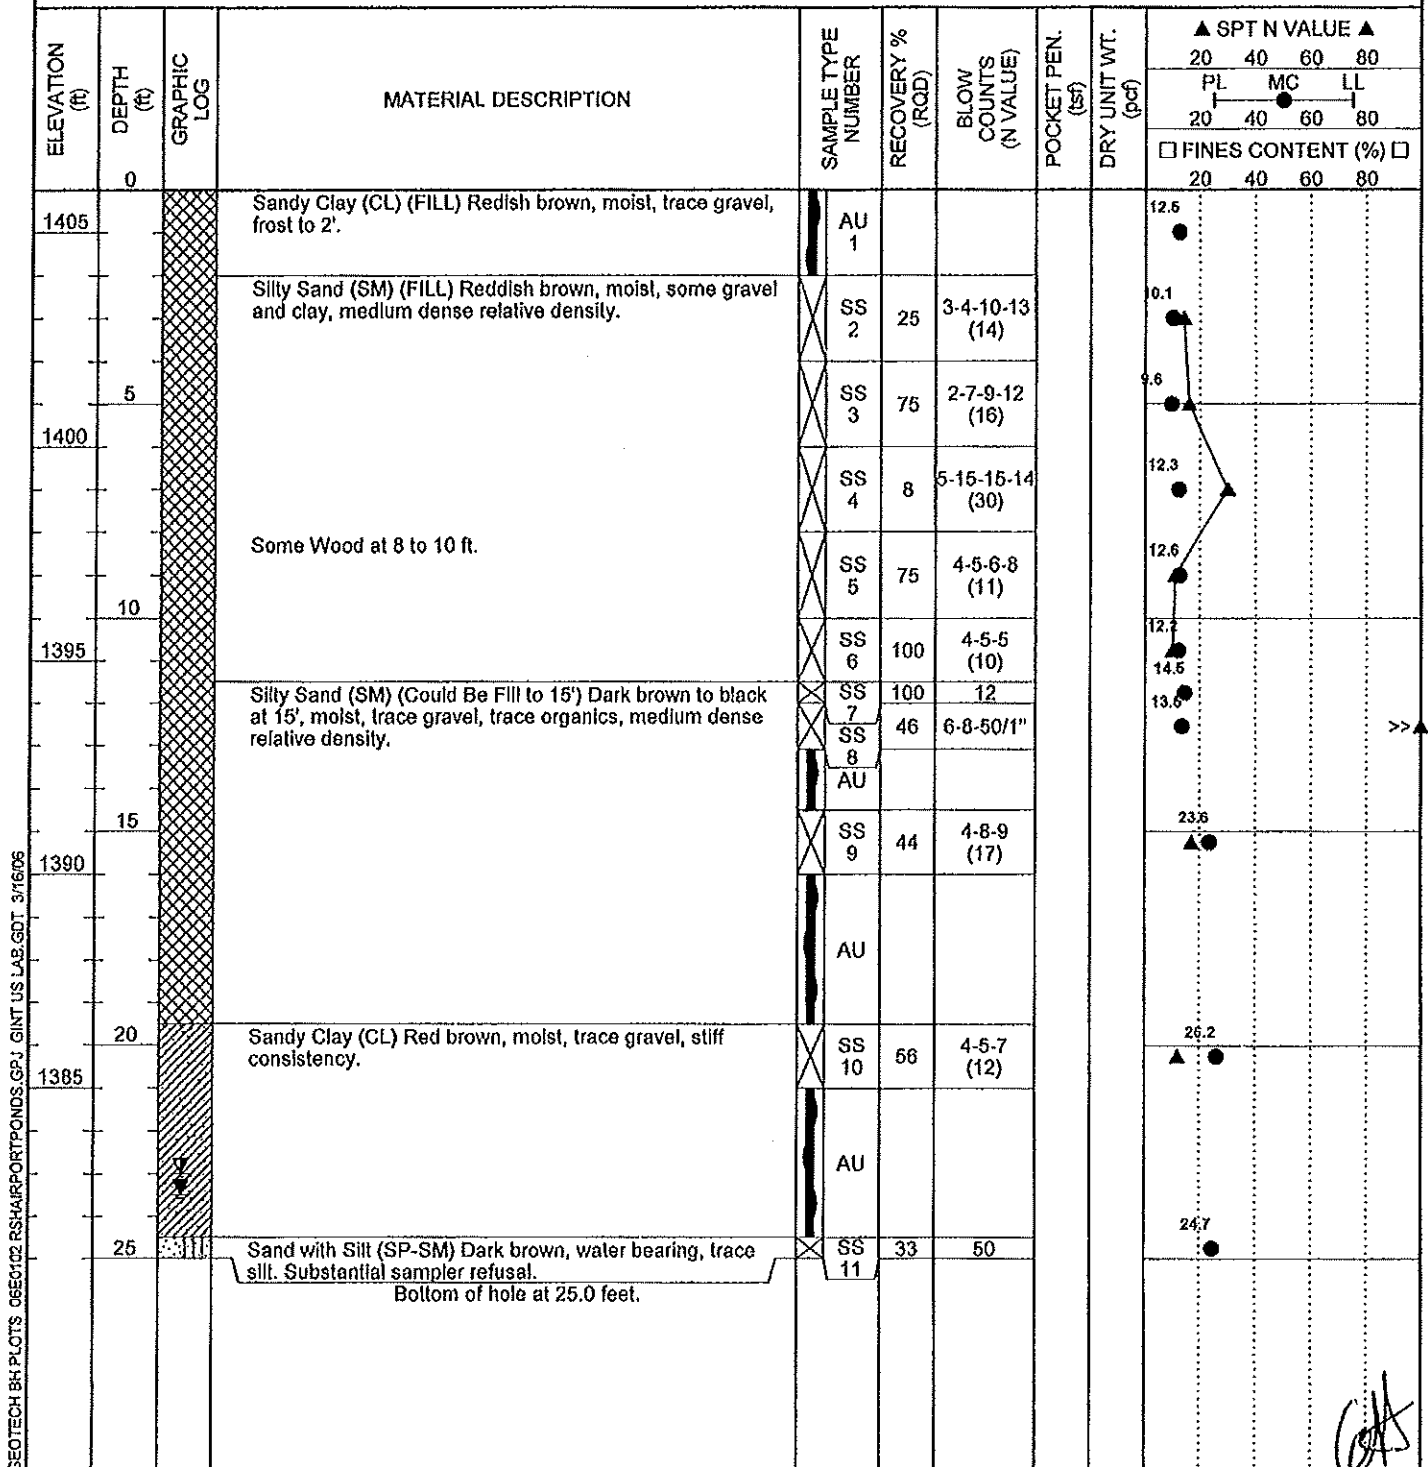 ELEVATION
(ft)
DEPTH
(ft)
GRAPHIC
LOG
MATERIAL DESCRIPTION
SAMPLE TYPE
NUMBER
RECOVERY %
(RQD)
BLOW
COUNTS
(N VALUE)
POCKET PEN.
(tsf)
DRY UNIT WT.
(pcf)
▲ SPT N VALUE ▲
20 40 60 80
PL MC LL
20 40 60 80
□ FINES CONTENT (%) □
20 40 60 80
0
Sandy Clay (CL) (FILL) Redish brown, moist, trace gravel,
frost to 2'.
AU
1
12.5
1405
Silty Sand (SM) (FILL) Reddish brown, moist, some gravel
and clay, medium dense relative density.
SS
2
25
3-4-10-13
(14)
10.1
5
SS
3
75
2-7-9-12
(16)
9.6
1400
SS
4
8
5-15-15-14
(30)
12.3
Some Wood at 8 to 10 ft.
SS
5
75
4-5-6-8
(11)
12.6
10
1395
SS
6
100
4-5-5
(10)
12.2
Silty Sand (SM) (Could Be Fill to 15') Dark brown to black
at 15', moist, trace gravel, trace organics, medium dense
relative density.
SS
7
100
12
14.5
SS
8
46
6-8-50/1"
13.5
>>
AU
15
SS
9
44
4-8-9
(17)
23.6
1390
AU
Sandy Clay (CL) Red brown, moist, trace gravel, stiff
consistency.
20
SS
10
56
4-5-7
(12)
26.2
1385
AU
Sand with Silt (SP-SM) Dark brown, water bearing, trace
silt. Substantial sampler refusal.
25
SS
11
33
50
24.7
Bottom of hole at 25.0 feet.
GEOTECH BH PLOTS 06E0102 RSHAIRPORTPONDS.GPJ GINT US LAB.GDT 3/16/06